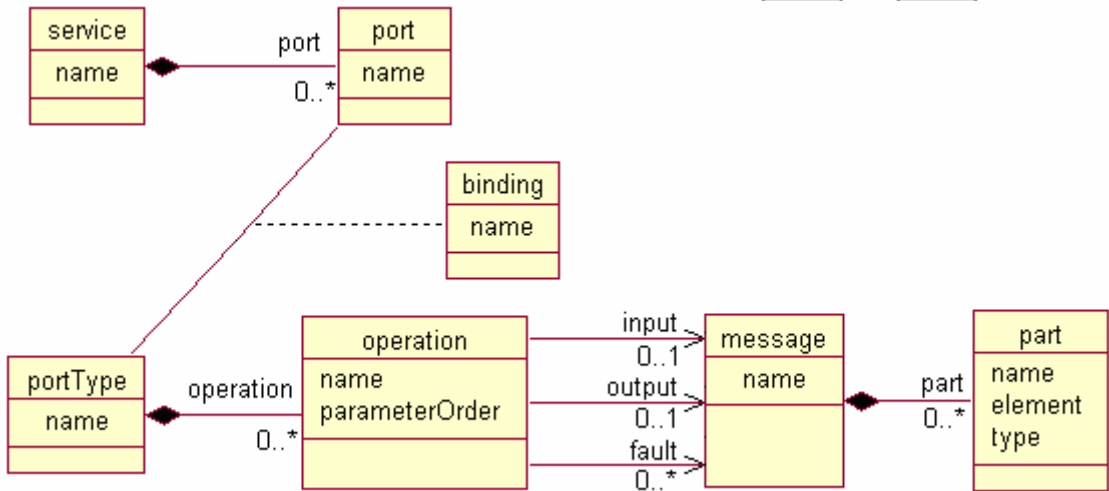 service
name
port
0..*
port
name
binding
name
portType
name
operation
0..*
operation
name
parameterOrder
input
0..1
output
0..1
fault
0..*
message
name
part
0..*
part
name
element
type